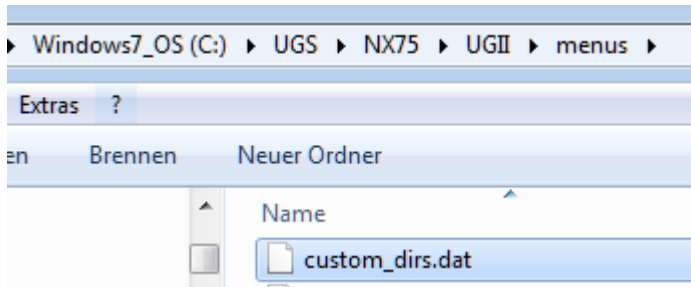 Windows7_OS (C:) ▸ UGS ▸ NX75 ▸ UGII ▸ menus ▸
Extras ?
en Brennen Neuer Ordner
Name
custom_dirs.dat